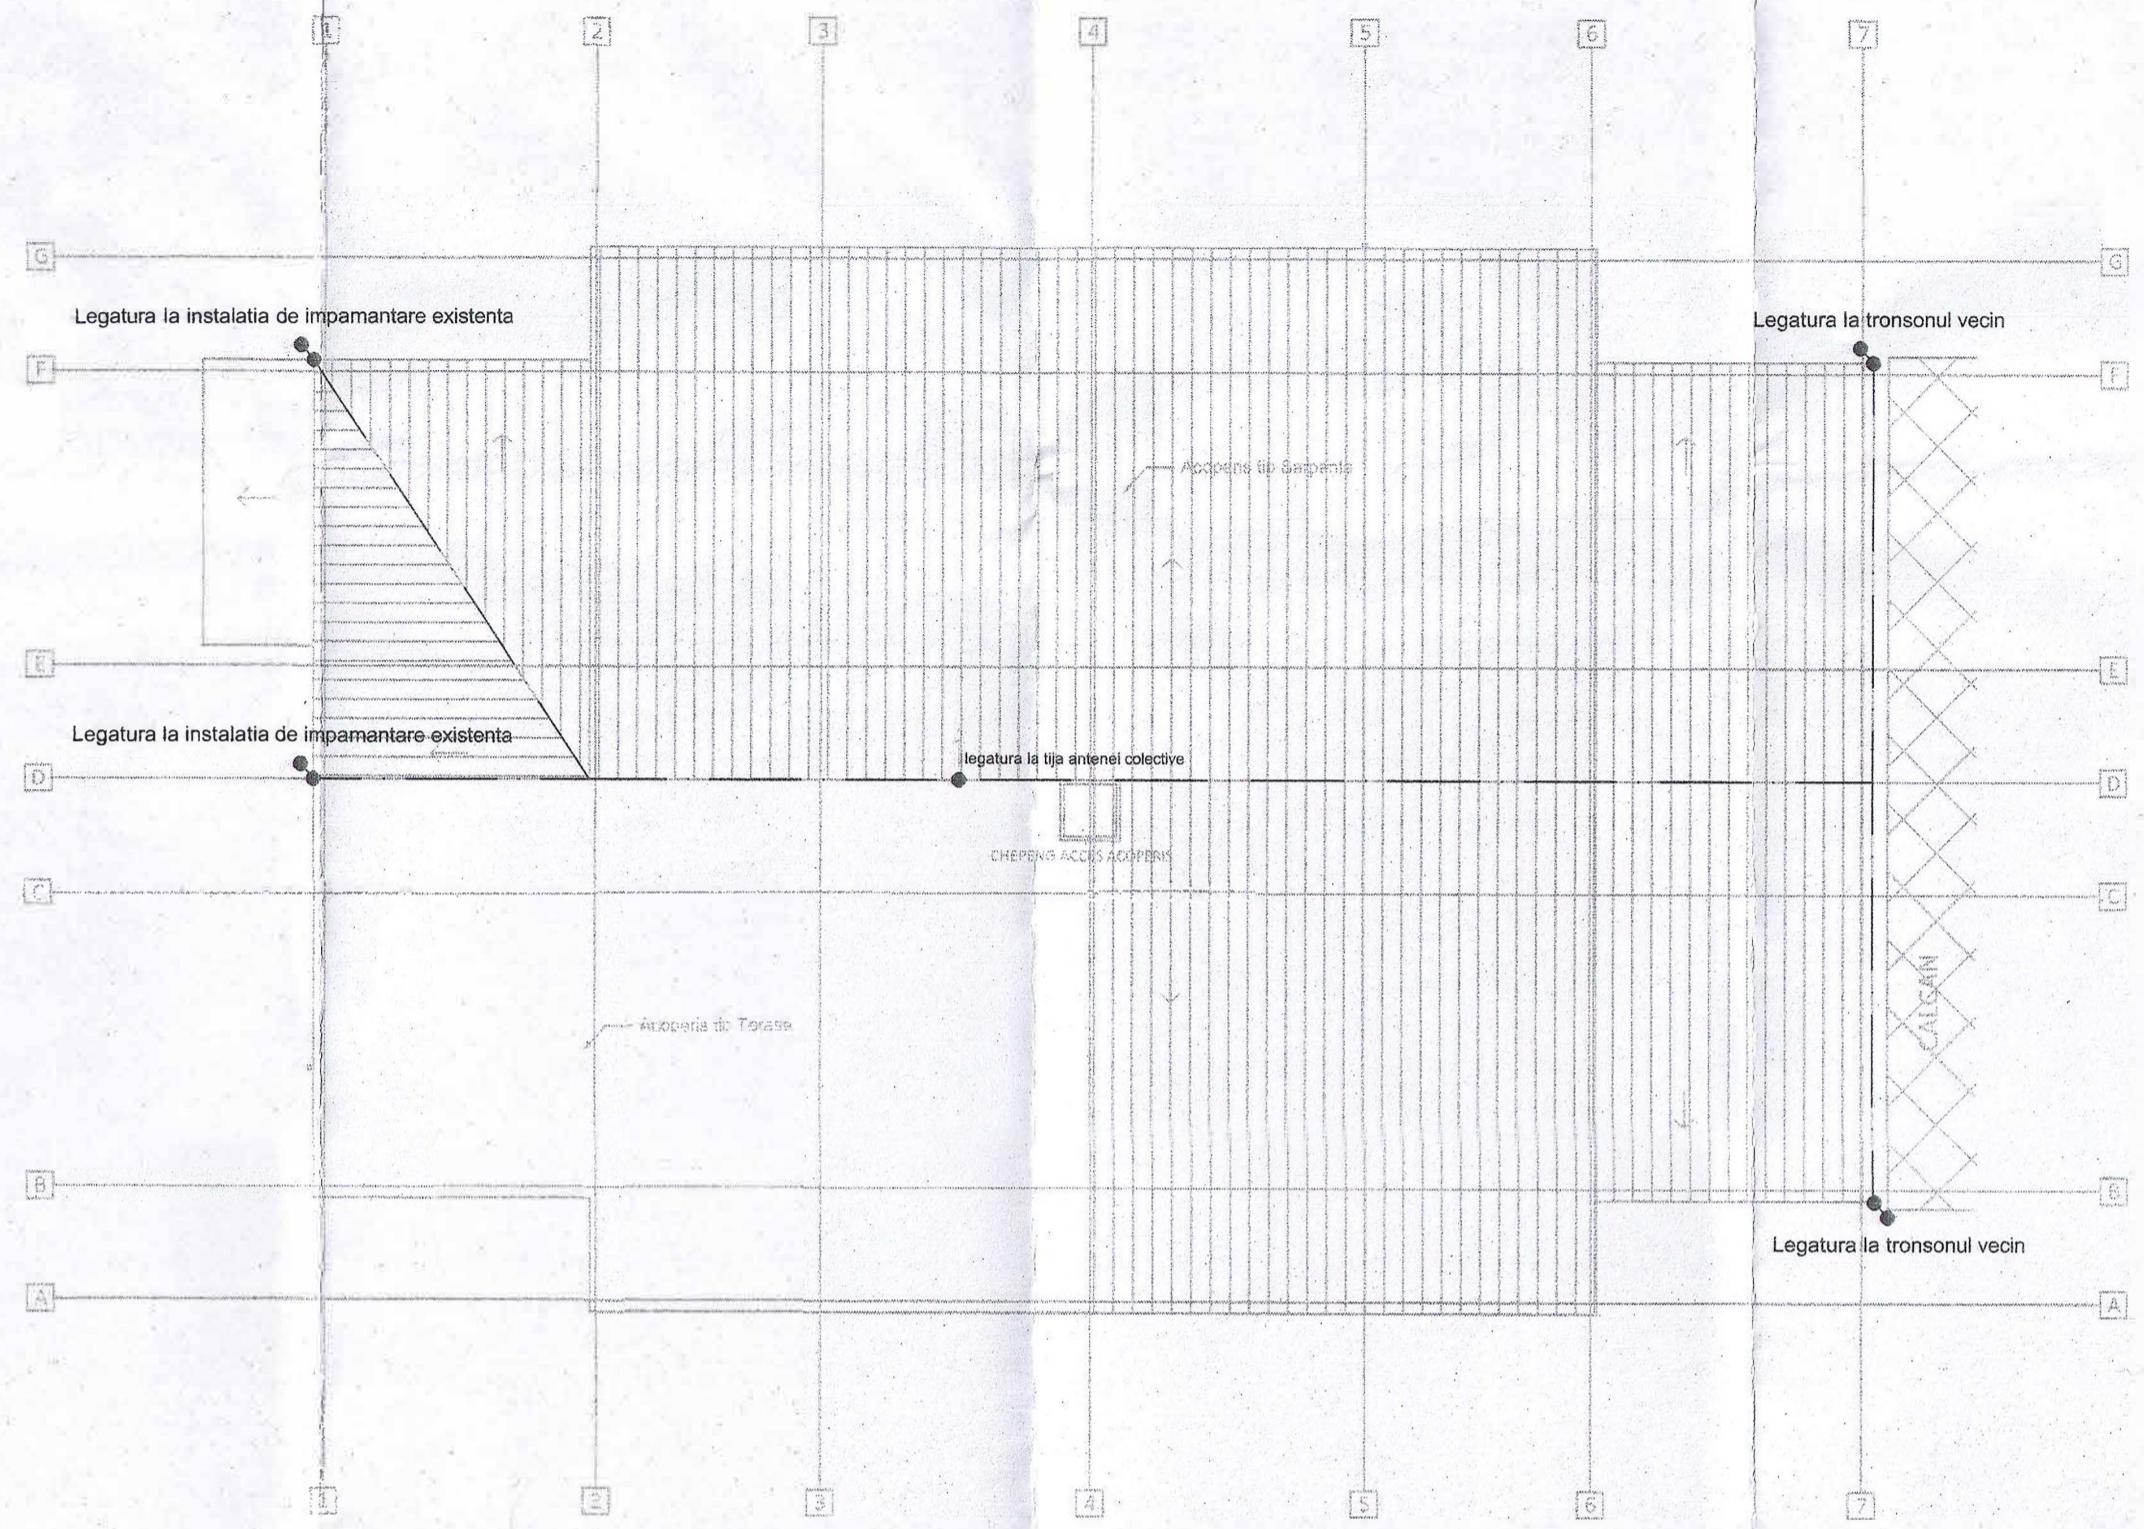 1 2 3 4 5 6 7
G G
Legatura la instalatia de impamantare existenta
Legatura la tronsonul vecin
F F
Acoperis tip Sarpanta
E E
Legatura la instalatia de impamantare existenta
legatura la tija antenei colective
D D
CHEPENG ACCES ACOPERIS
C C
CALCAN
Acoperis tip Terasa
B B
Legatura la tronsonul vecin
A A
1 2 3 4 5 6 7